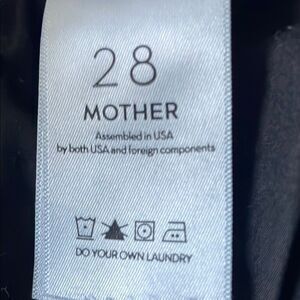 28
MOTHER
Assembled in USA
by both USA and foreign components
DO YOUR OWN LAUNDRY